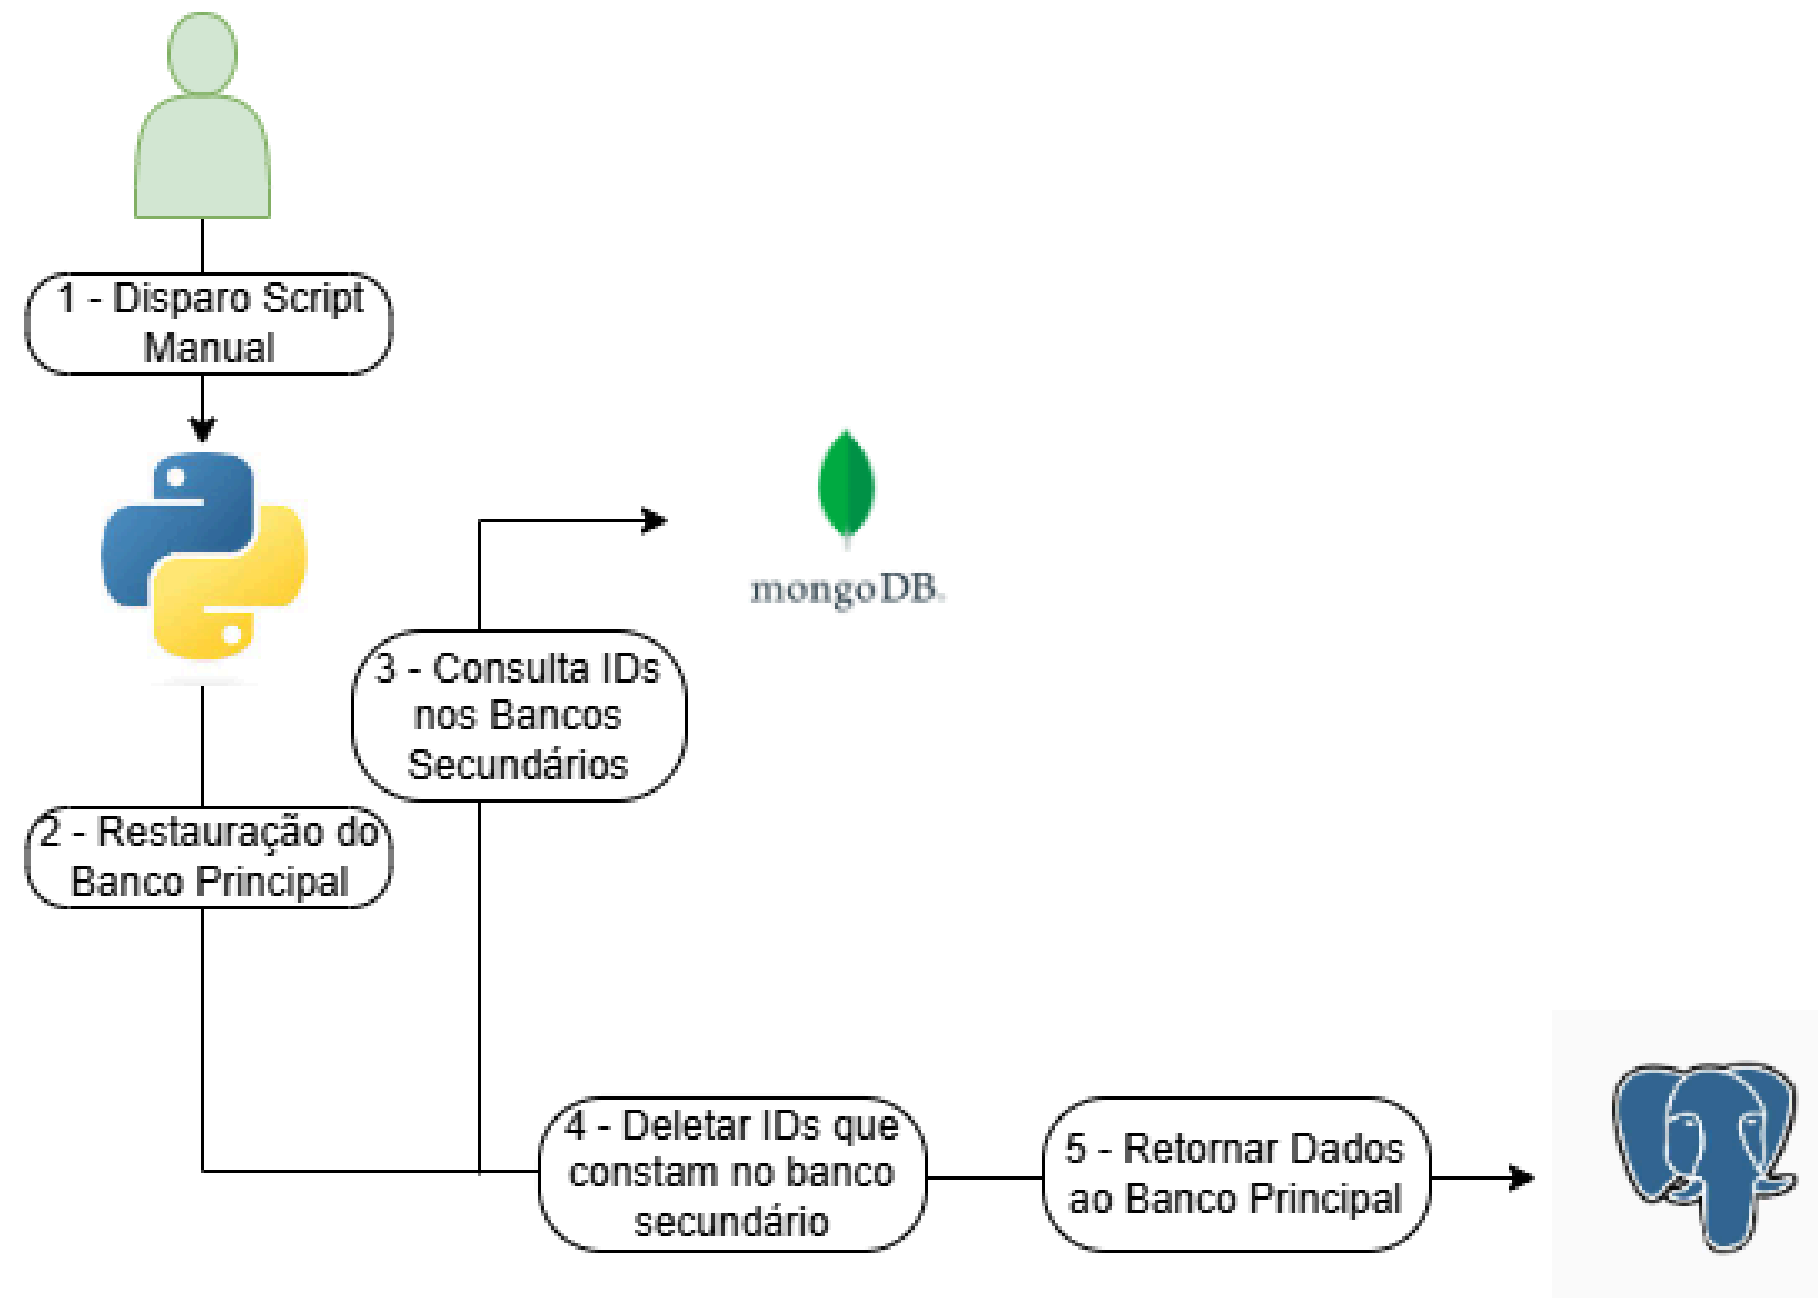 1 - Disparo Script
Manual
mongoDB.
3 - Consulta IDs
nos Bancos
Secundários
2 - Restauração do
Banco Principal
4 - Deletar IDs que
constam no banco
secundário
5 - Retornar Dados
ao Banco Principal